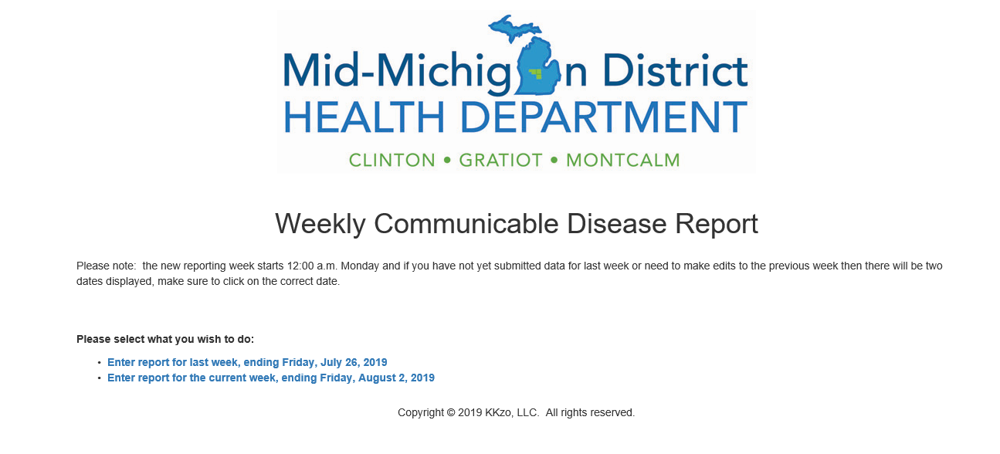 Mid-Michigan District
HEALTH DEPARTMENT
CLINTON • GRATIOT • MONTCALM
Weekly Communicable Disease Report
Please note:  the new reporting week starts 12:00 a.m. Monday and if you have not yet submitted data for last week or need to make edits to the previous week then there will be two
dates displayed, make sure to click on the correct date.
Please select what you wish to do:
• Enter report for last week, ending Friday, July 26, 2019
• Enter report for the current week, ending Friday, August 2, 2019
Copyright © 2019 KKzo, LLC.  All rights reserved.